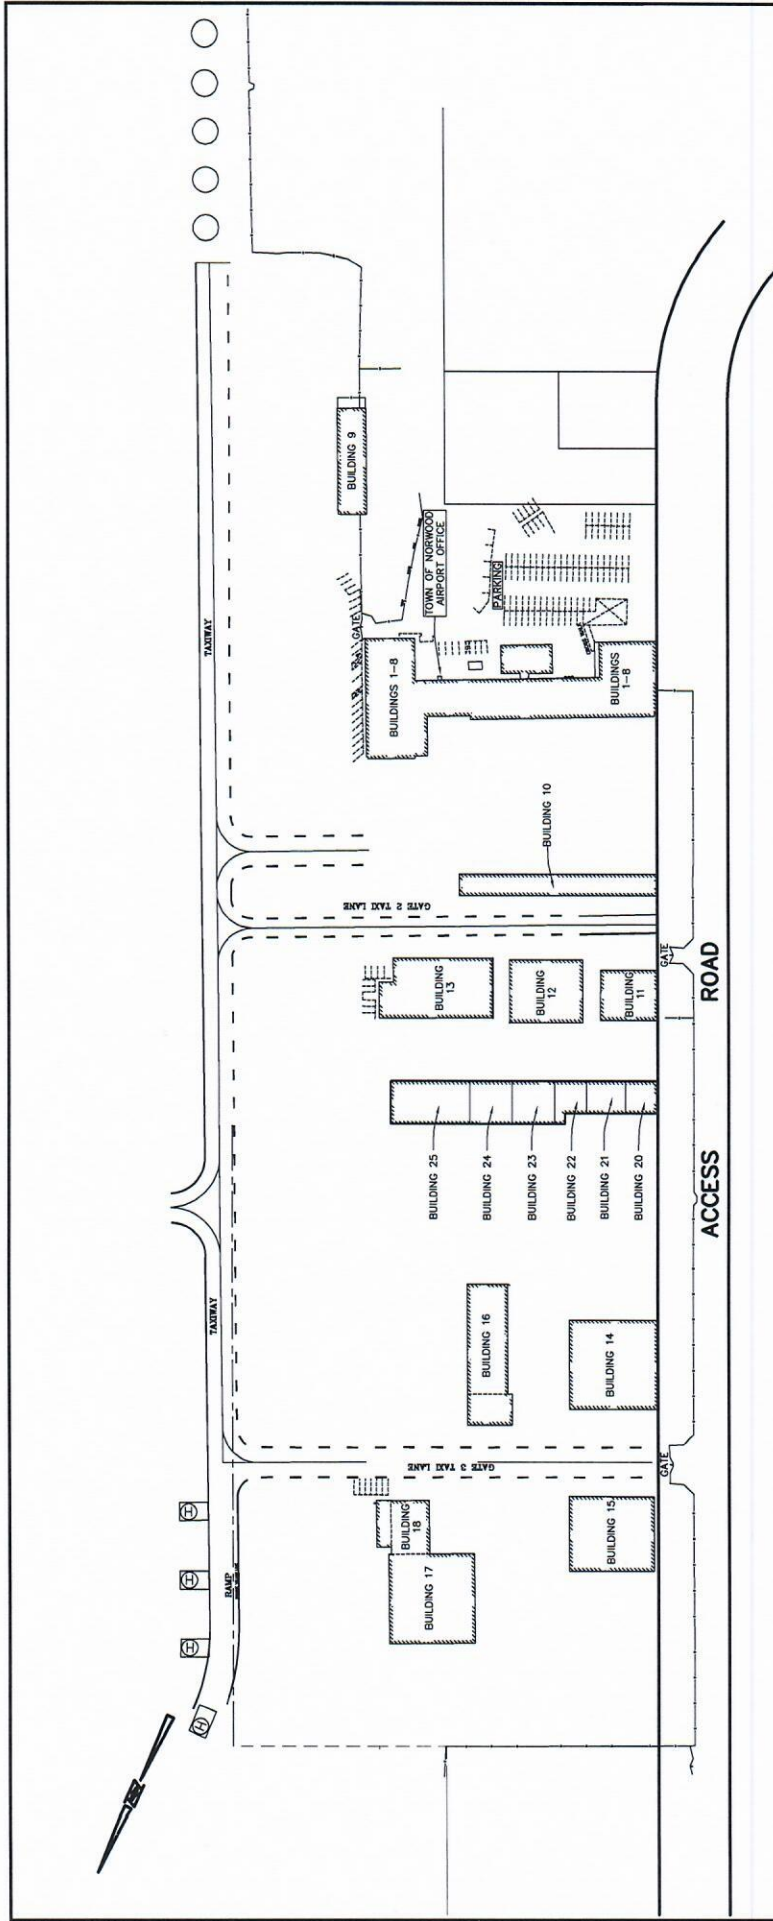 TAXIWAY
BUILDING 9
GATE
TOWN OF NORWOOD
AIRPORT OFFICE
PARKING
BUILDINGS 1-8
BUILDINGS
1-8
BUILDING 10
GATE 2 TAXI LANE
GATE
BUILDING
13
BUILDING
12
BUILDING
11
ROAD
BUILDING 25
BUILDING 24
BUILDING 23
BUILDING 22
BUILDING 21
BUILDING 20
ACCESS
TAXIWAY
BUILDING 16
BUILDING 14
GATE 3 TAXI LANE
GATE
H
H
H
H
RAMP
BUILDING
18
BUILDING 17
BUILDING 15